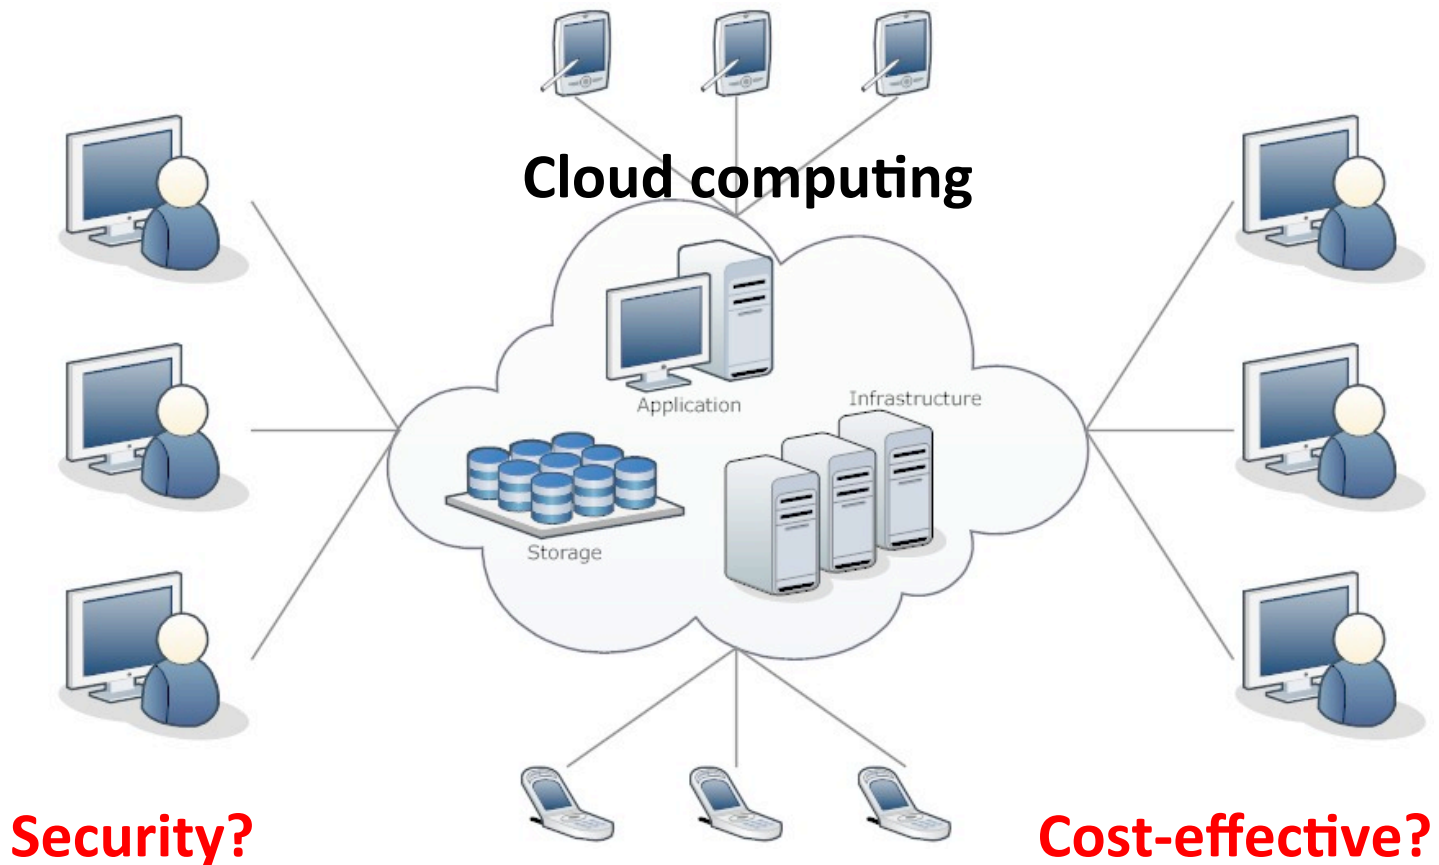 Cloud computing
Application
Infrastructure
Storage
Security?
Cost-effective?